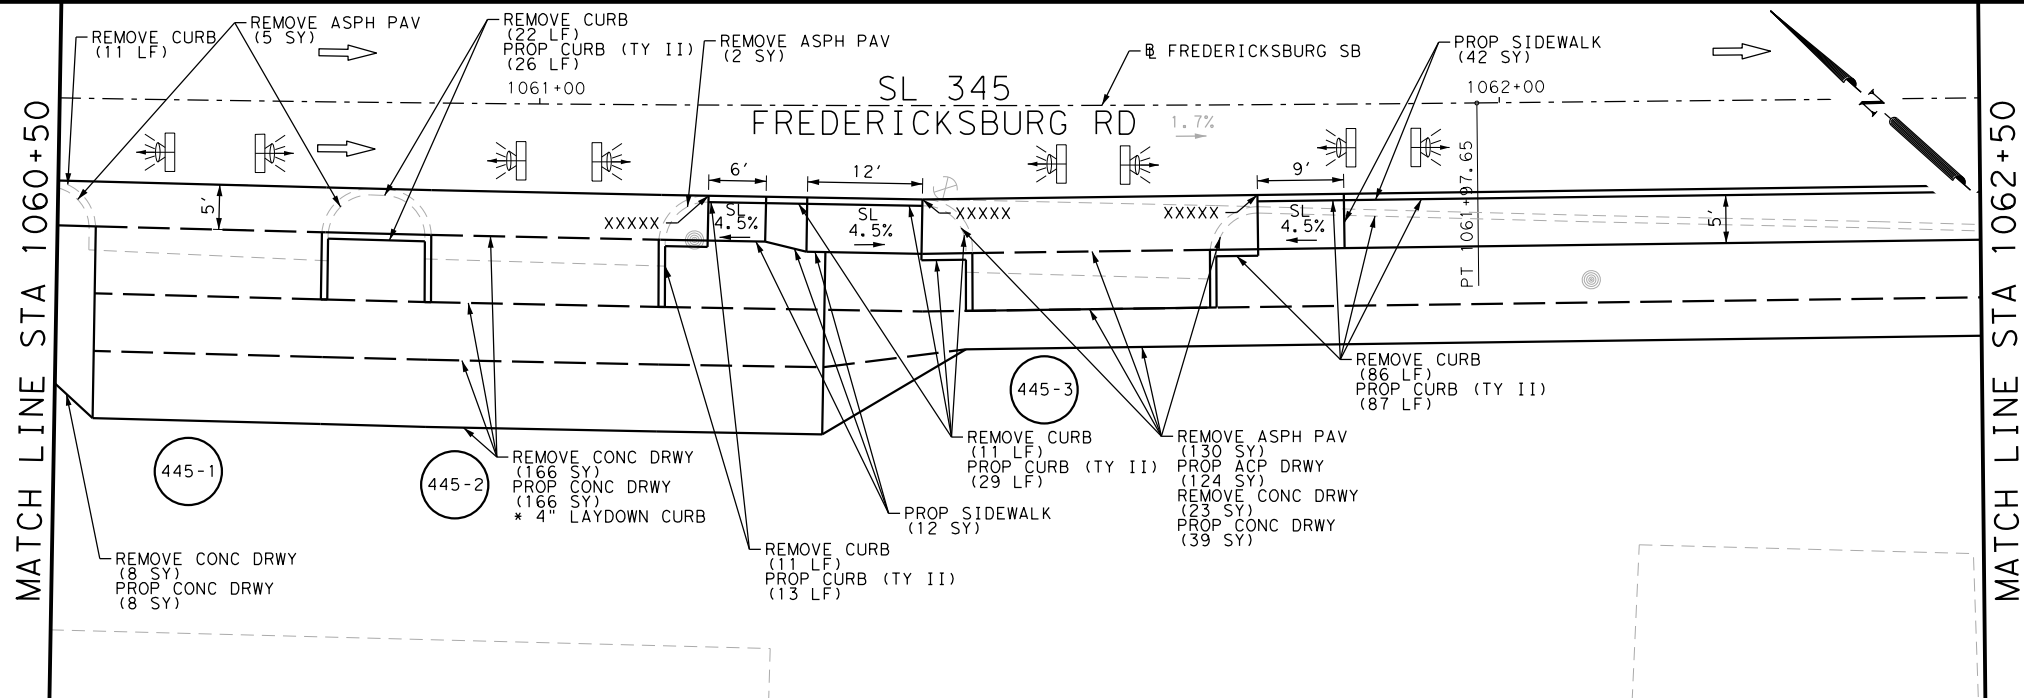 REMOVE CURB
(11 LF)
REMOVE ASPH PAV
(5 SY)
REMOVE CURB
(22 LF)
PROP CURB (TY II)
(26 LF)
REMOVE ASPH PAV
(2 SY)
℄ FREDERICKSBURG SB
PROP SIDEWALK
(42 SY)
1061+00
SL 345
FREDERICKSBURG RD
1.7%
1062+00
N
MATCH LINE STA 1060+50
MATCH LINE STA 1062+50
PT 1061+97.65
5'
6'
12'
9'
5'
XXXXX
SL
4.5%
SL
4.5%
XXXXX
XXXXX
SL
4.5%
445-1
445-2
445-3
REMOVE CURB
(86 LF)
PROP CURB (TY II)
(87 LF)
REMOVE CONC DRWY
(166 SY)
PROP CONC DRWY
(166 SY)
* 4" LAYDOWN CURB
REMOVE CURB
(11 LF)
PROP CURB (TY II)
(29 LF)
REMOVE ASPH PAV
(130 SY)
PROP ACP DRWY
(124 SY)
REMOVE CONC DRWY
(23 SY)
PROP CONC DRWY
(39 SY)
PROP SIDEWALK
(12 SY)
REMOVE CURB
(11 LF)
PROP CURB (TY II)
(13 LF)
REMOVE CONC DRWY
(8 SY)
PROP CONC DRWY
(8 SY)